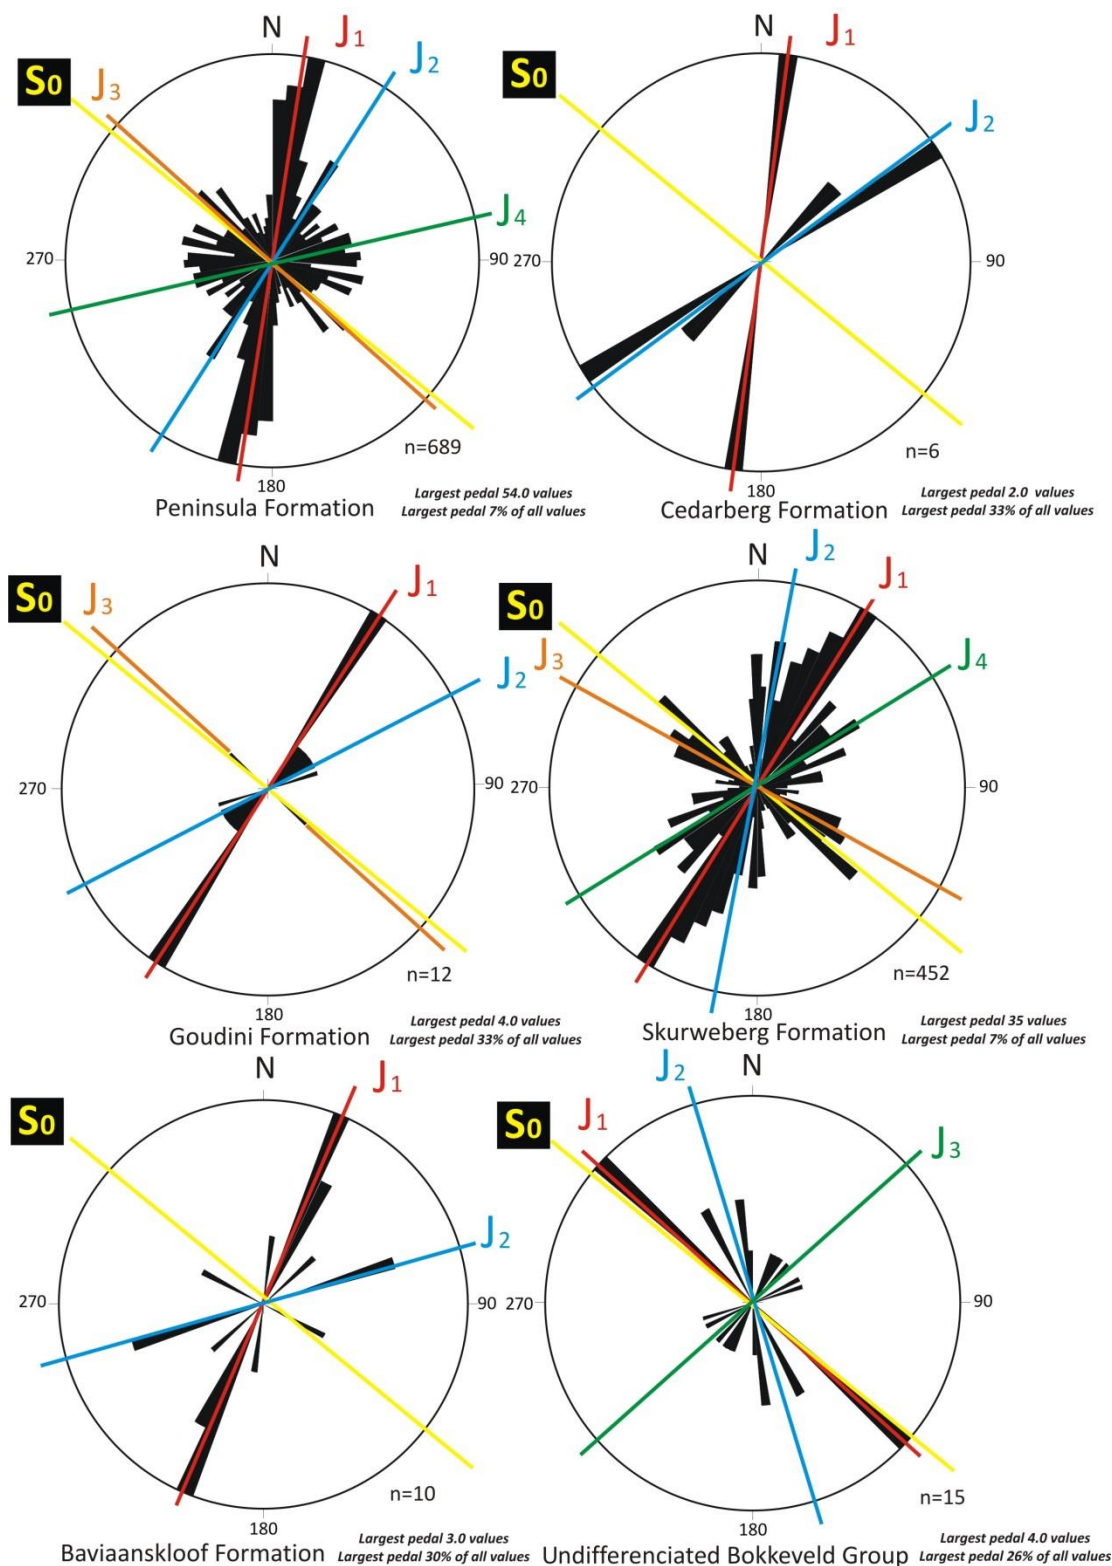 N
J1
J2
S0
J3
J4
270
90
n=689
180
Peninsula Formation
Largest pedal 54.0 values
Largest pedal 7% of all values
N
J1
S0
J2
270
90
n=6
180
Cedarberg Formation
Largest pedal 2.0 values
Largest pedal 33% of all values
N
S0
J3
J1
J2
270
90
n=12
180
Goudini Formation
Largest pedal 4.0 values
Largest pedal 33% of all values
N
J2
J1
S0
J3
J4
270
90
n=452
180
Skurweberg Formation
Largest pedal 35 values
Largest pedal 7% of all values
N
J1
S0
J2
270
90
n=10
180
Baviaanskloof Formation
Largest pedal 3.0 values
Largest pedal 30% of all values
N
J2
J1
S0
J3
270
90
n=15
180
Undifferenciated Bokkeveld Group
Largest pedal 4.0 values
Largest pedal 26% of all values